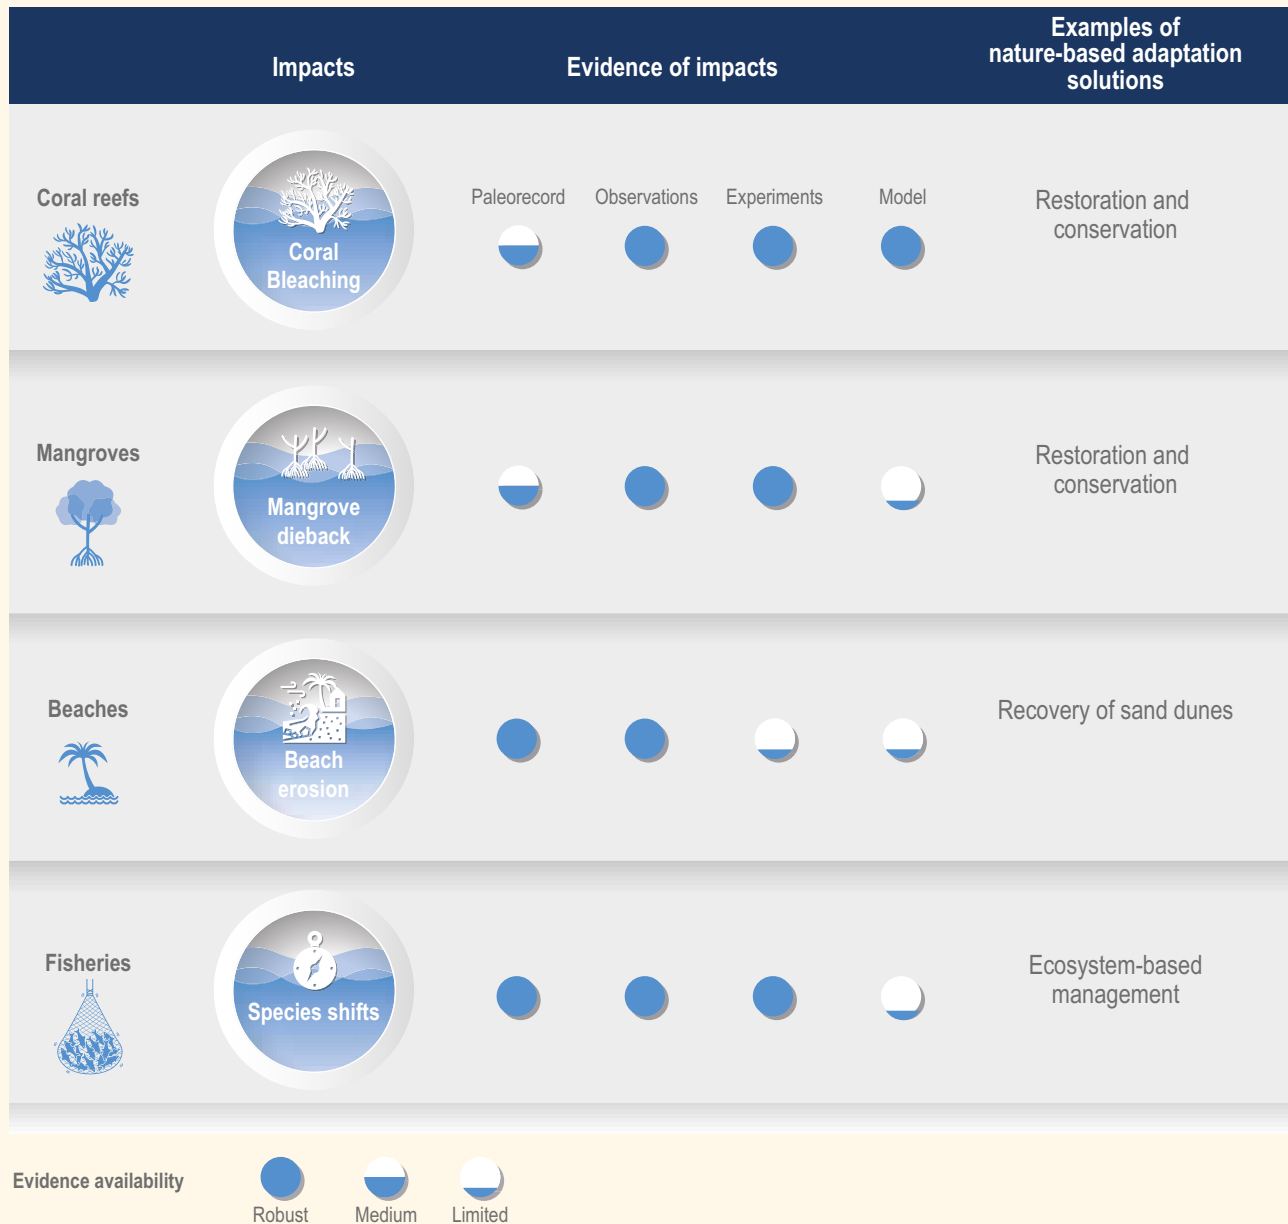 Impacts
Evidence of impacts
Examples of
nature-based adaptation
solutions
Coral reefs
Coral
Bleaching
Paleorecord
Observations
Experiments
Model
Restoration and
conservation
Mangroves
Mangrove
dieback
Restoration and
conservation
Beaches
Beach
erosion
Recovery of sand dunes
Fisheries
Species shifts
Ecosystem-based
management
Evidence availability
Robust
Medium
Limited